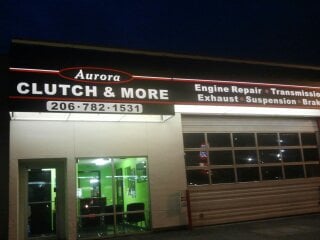 Aurora
CLUTCH & MORE
206·782·1531
Engine Repair · Transmissio
Exhaust · Suspension · Brak